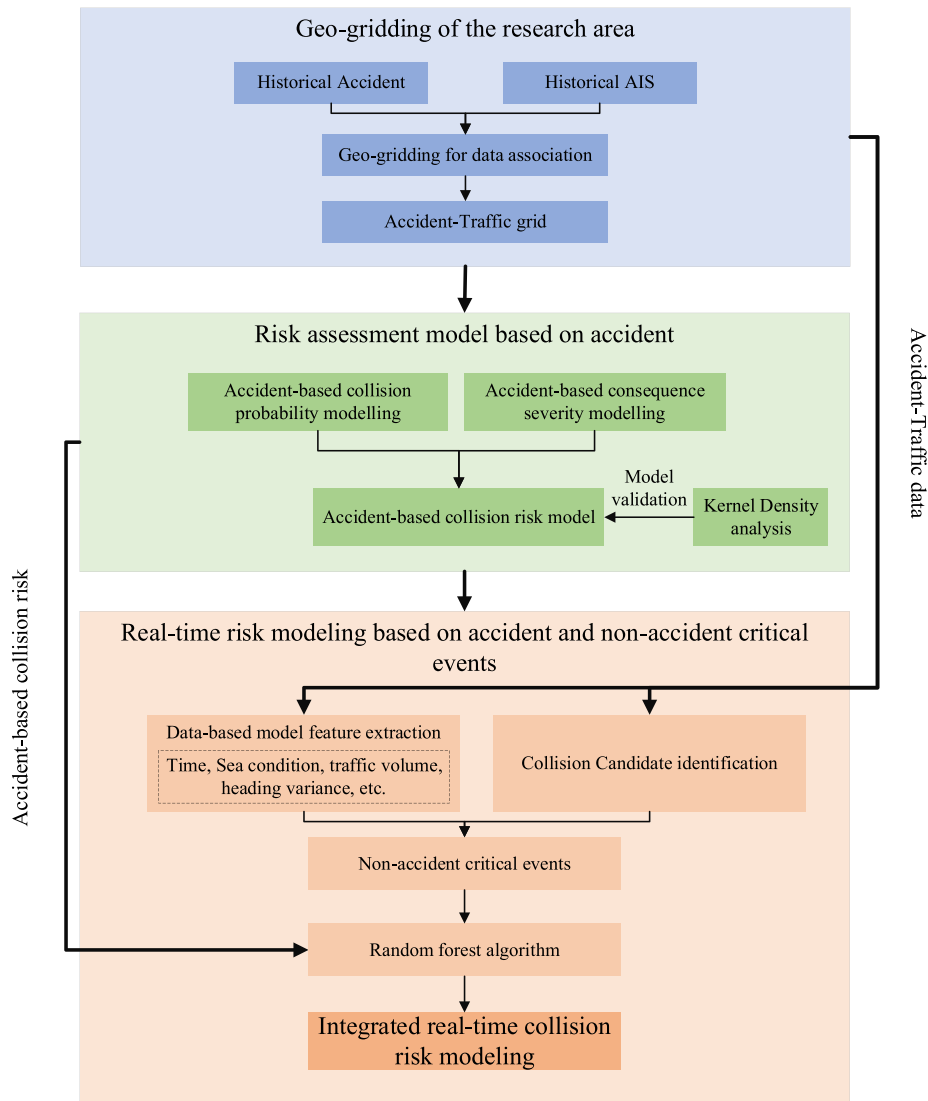 Geo-gridding of the research area
Historical Accident
Historical AIS
Geo-gridding for data association
Accident-Traffic grid
Accident-Traffic data
Risk assessment model based on accident
Accident-based collision
probability modelling
Accident-based consequence
severity modelling
Accident-based collision risk model
Model
validation
Kernel Density
analysis
Accident-based collision risk
Real-time risk modeling based on accident and non-accident critical
events
Data-based model feature extraction
Time, Sea condition, traffic volume,
heading variance, etc.
Collision Candidate identification
Non-accident critical events
Random forest algorithm
Integrated real-time collision
risk modeling